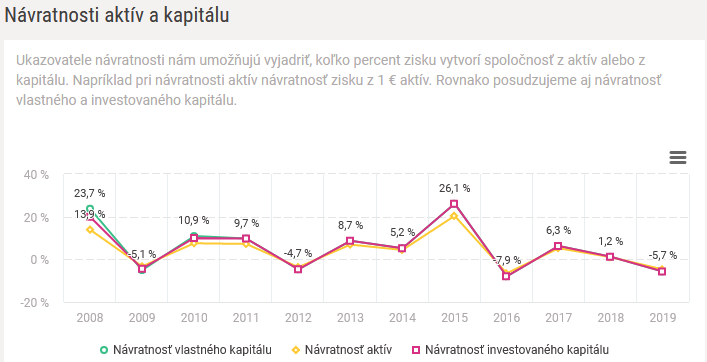 Návratnosti aktív a kapitálu
Ukazovatele návratnosti nám umožňujú vyjadriť, koľko percent zisku vytvorí spoločnosť z aktív alebo z
kapitálu. Napríklad pri návratnosti aktív návratnosť zisku z 1 € aktív. Rovnako posudzujeme aj návratnosť
vlastného a investovaného kapitálu.
40 %
20 %
0 %
-20 %
23,7 %
13,9 %
-5,1 %
10,9 %
9,7 %
-4,7 %
8,7 %
5,2 %
26,1 %
-7,9 %
6,3 %
1,2 %
-5,7 %
2008 2009 2010 2011 2012 2013 2014 2015 2016 2017 2018 2019
Návratnosť vlastného kapitálu Návratnosť aktív Návratnosť investovaného kapitálu